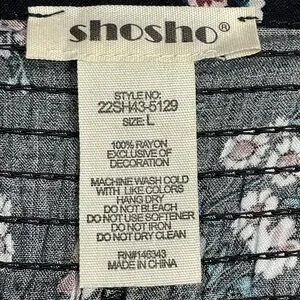 shosho®
STYLE NO:
22SH43-5129
SIZE: L
100% RAYON
EXCLUSIVE OF
DECORATION
MACHINE WASH COLD
WITH LIKE COLORS
HANG DRY
DO NOT BLEACH
DO NOT USE SOFTENER
DO NOT IRON
DO NOT DRY CLEAN
RN#146343
MADE IN CHINA